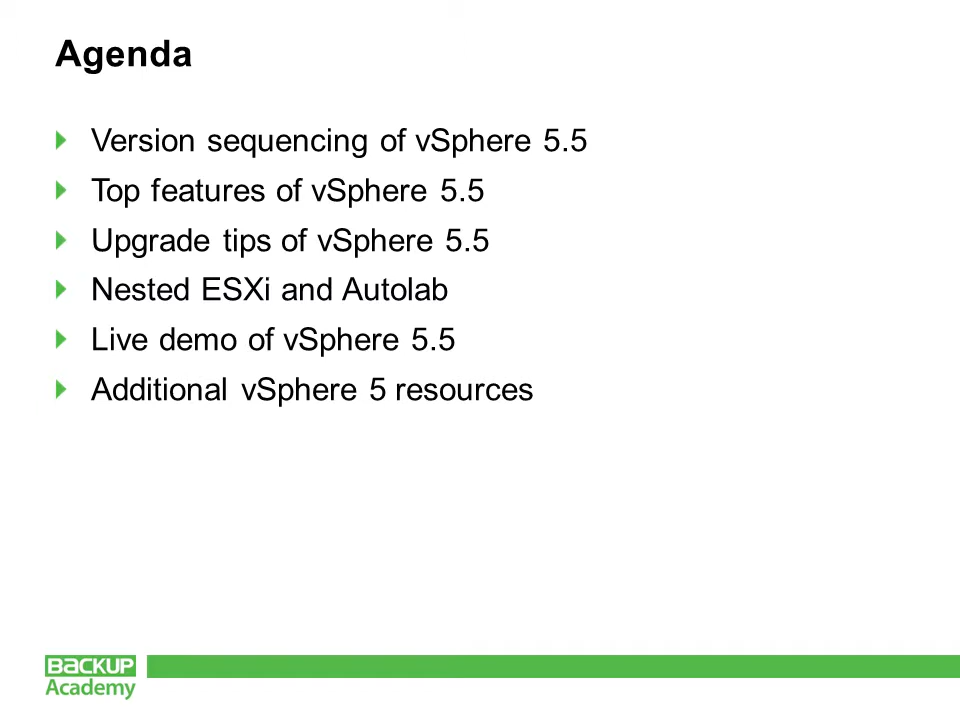 Agenda
Version sequencing of vSphere 5.5
Top features of vSphere 5.5
Upgrade tips of vSphere 5.5
Nested ESXi and Autolab
Live demo of vSphere 5.5
Additional vSphere 5 resources
BACKUP
Academy